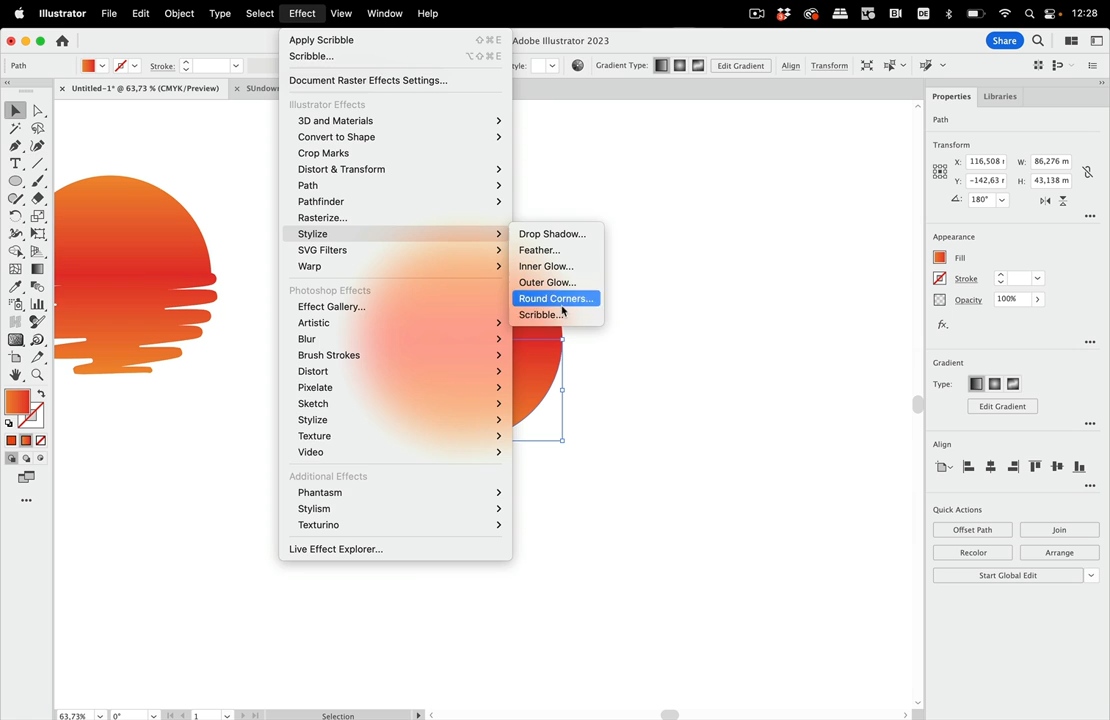 Illustrator File Edit Object Type Select Effect View Window Help 3 DE 12:28
Adobe Illustrator 2023 Share
Path Stroke: tyle: Gradient Type: Edit Gradient Align Transform
× Untitled-1* @ 63,73 % (CMYK/Preview) × SUndown
Apply Scribble ⇧⌘E
Scribble... ⌥⇧⌘E
Document Raster Effects Settings...
Illustrator Effects
3D and Materials
Convert to Shape
Crop Marks
Distort & Transform
Path
Pathfinder
Rasterize...
Stylize
SVG Filters
Warp
Photoshop Effects
Effect Gallery...
Artistic
Blur
Brush Strokes
Distort
Pixelate
Sketch
Stylize
Texture
Video
Additional Effects
Phantasm
Stylism
Texturino
Live Effect Explorer...
Drop Shadow...
Feather...
Inner Glow...
Outer Glow...
Round Corners...
Scribble...
Properties Libraries
Path
Transform
X: 116,508 W: 86,276 m
Y: −142,63 H: 43,138 m
180°
Appearance
Fill
Stroke
Opacity 100%
fx.
Gradient
Type:
Edit Gradient
Align
Quick Actions
Offset Path Join
Recolor Arrange
Start Global Edit
63,73% 0° 1 Selection